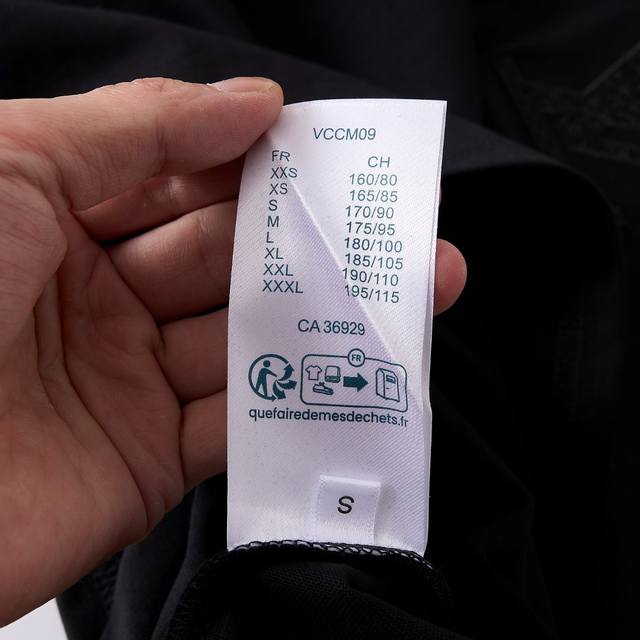 VCCM09
FR CH
XXS 160/80
XS 165/85
S 170/90
M 175/95
L 180/100
XL 185/105
XXL 190/110
XXXL 195/115
CA 36929
FR
quefairedemesdechets.fr
S